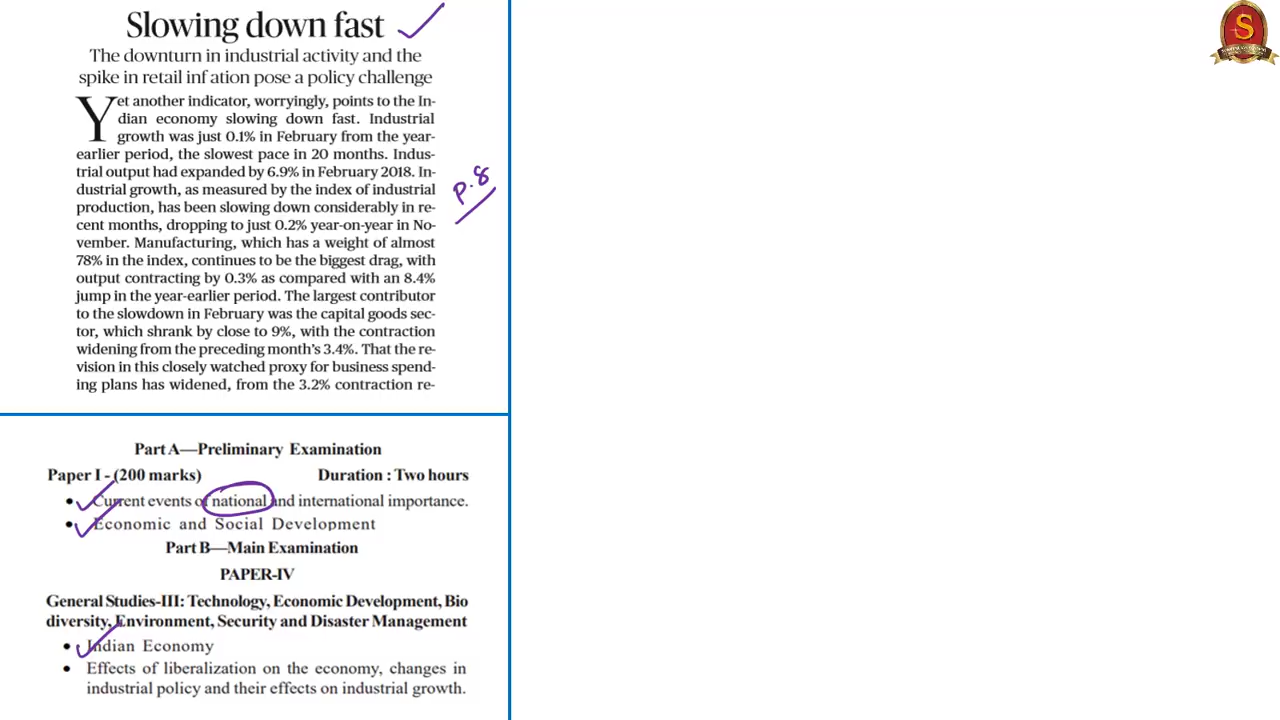 Slowing down fast
The downturn in industrial activity and the
spike in retail inf ation pose a policy challenge
Yet another indicator, worryingly, points to the In-
dian economy slowing down fast. Industrial
growth was just 0.1% in February from the year-
earlier period, the slowest pace in 20 months. Indus-
trial output had expanded by 6.9% in February 2018. In-
dustrial growth, as measured by the index of industrial
production, has been slowing down considerably in re-
cent months, dropping to just 0.2% year-on-year in No-
vember. Manufacturing, which has a weight of almost
78% in the index, continues to be the biggest drag, with
output contracting by 0.3% as compared with an 8.4%
jump in the year-earlier period. The largest contributor
to the slowdown in February was the capital goods sec-
tor, which shrank by close to 9%, with the contraction
widening from the preceding month's 3.4%. That the re-
vision in this closely watched proxy for business spend-
ing plans has widened, from the 3.2% contraction re-
P.8
Part A—Preliminary Examination
Paper I - (200 marks) Duration : Two hours
• Current events of national and international importance.
• Economic and Social Development
Part B—Main Examination
PAPER-IV
General Studies-III: Technology, Economic Development, Bio
diversity, Environment, Security and Disaster Management
• Indian Economy
• Effects of liberalization on the economy, changes in
industrial policy and their effects on industrial growth.
S